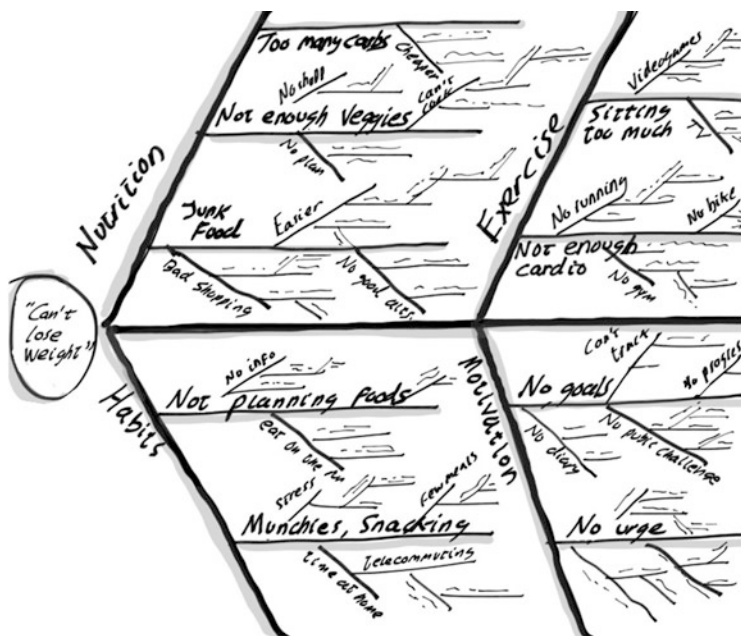 Too many carbs
Cheaper
No shop
Can't cook
Not enough Veggies
No plan
Nutrition
Junk
Food
Easier
Bad shopping
No good alts.
Videogames
Sitting
too much
Exercise
No running
No bike
Not enough
cardio
No gym
"Can't
lose
weight"
Habits
No info
Not planning foods
eat on the run
Stress
Few meals
Munchies, Snacking
time at home
Telecommuting
Motivation
Can't
track
No goals
No diary
No public challenge
No urge